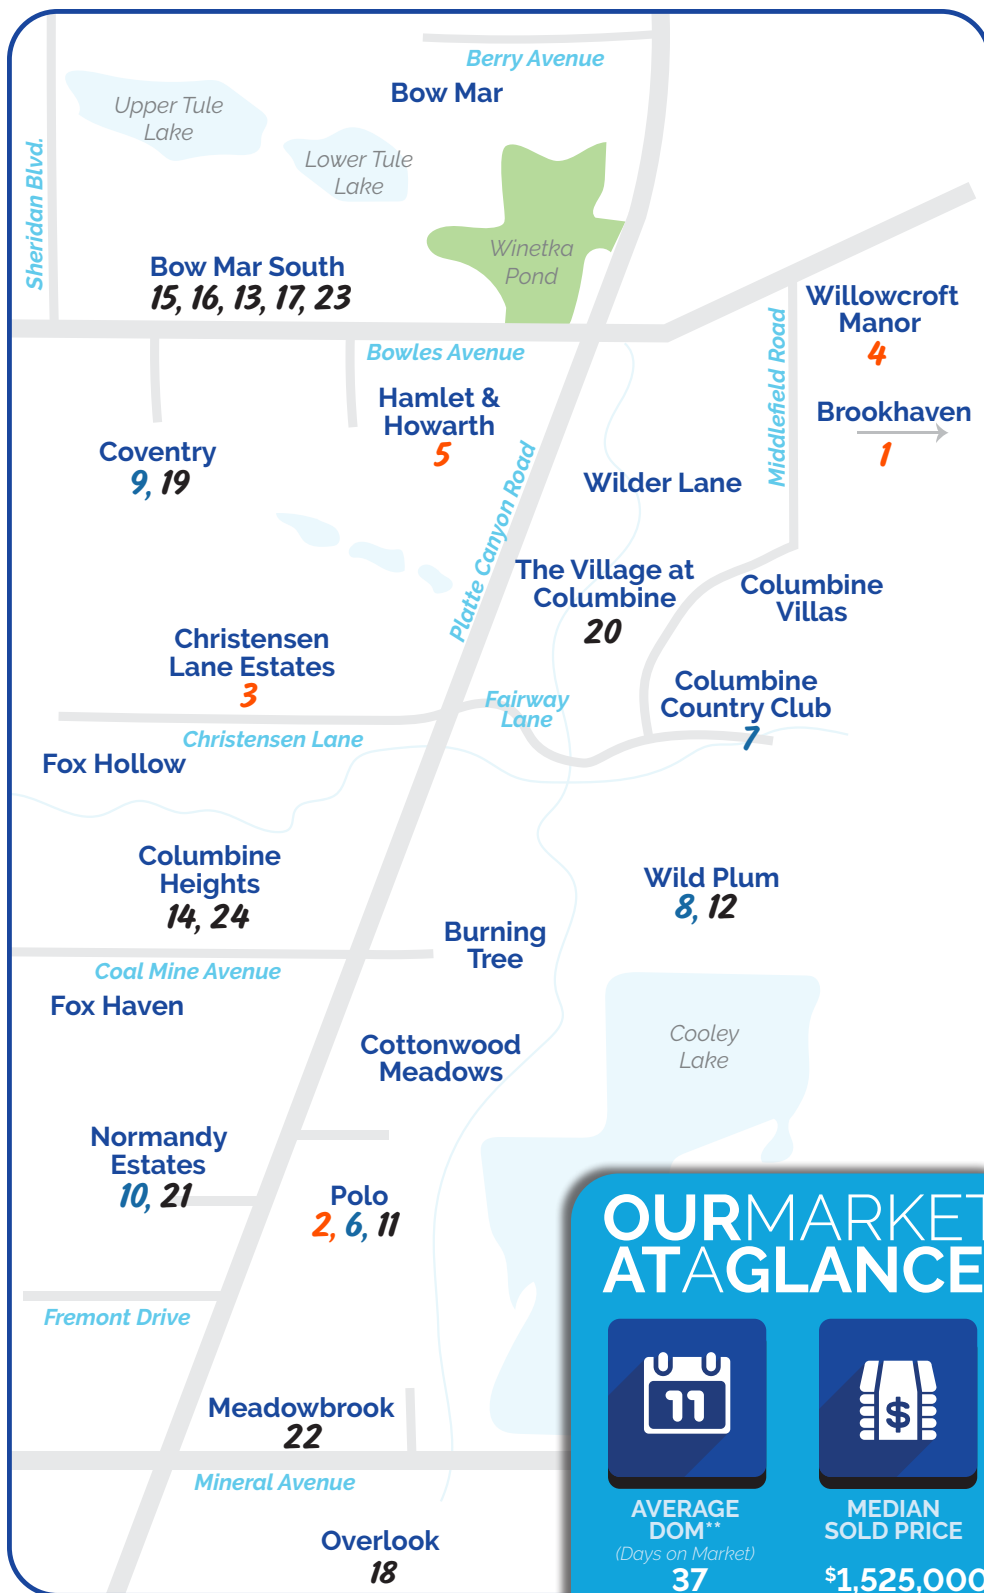 Berry Avenue
Bow Mar
Upper Tule
Lake
Lower Tule
Lake
Sheridan Blvd.
Winetka
Pond
Bow Mar South
15, 16, 13, 17, 23
Willowcroft
Manor
4
Bowles Avenue
Middlefield Road
Hamlet &
Howarth
5
Brookhaven
1
Coventry
9, 19
Platte Canyon Road
Wilder Lane
The Village at
Columbine
20
Columbine
Villas
Christensen
Lane Estates
3
Columbine
Country Club
7
Fairway
Lane
Christensen Lane
Fox Hollow
Columbine
Heights
14, 24
Wild Plum
8, 12
Burning
Tree
Coal Mine Avenue
Fox Haven
Cooley
Lake
Cottonwood
Meadows
Normandy
Estates
10, 21
Polo
2, 6, 11
Fremont Drive
Meadowbrook
22
Mineral Avenue
Overlook
18
OURMARKET
ATAGLANCE
11
$
AVERAGE
DOM**
(Days on Market)
37
MEDIAN
SOLD PRICE
$1,525,000